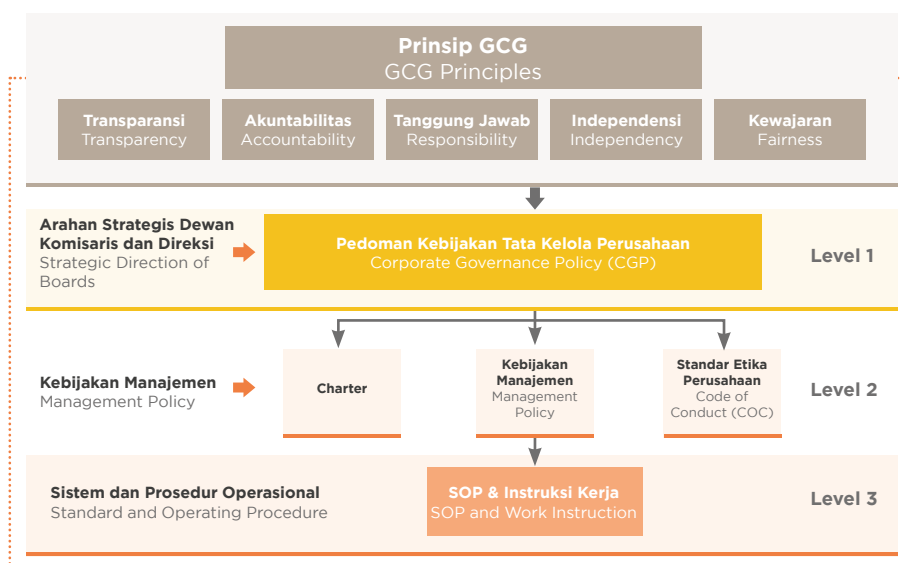 Prinsip GCG
GCG Principles
Transparansi
Transparency
Akuntabilitas
Accountability
Tanggung Jawab
Responsibility
Independensi
Independency
Kewajaran
Fairness
Arahan Strategis Dewan
Komisaris dan Direksi
Strategic Direction of
Boards
Pedoman Kebijakan Tata Kelola Perusahaan
Corporate Governance Policy (CGP)
Level 1
Kebijakan Manajemen
Management Policy
Charter
Kebijakan
Manajemen
Management
Policy
Standar Etika
Perusahaan
Code of
Conduct (COC)
Level 2
Sistem dan Prosedur Operasional
Standard and Operating Procedure
SOP & Instruksi Kerja
SOP and Work Instruction
Level 3